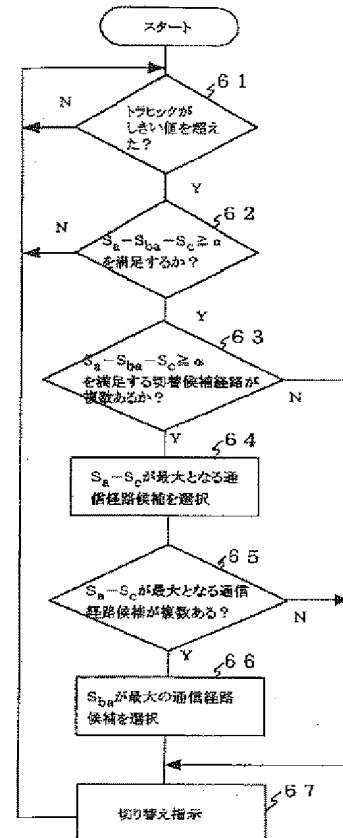 スタート
61
トラヒックが
しきい値を超え
た？
N
Y
62
Sa−Sba−Sc≧α
を満足するか？
N
Y
63
Sa−Sba−Sc≧α
を満足する切替候補経路が
複数あるか？
N
Y
64
Sa−Scが最大となる通
信経路候補を選択
65
Sa−Scが最大となる通信
経路候補が複数ある？
N
Y
66
Sbaが最大の通信経路
候補を選択
67
切り替え指示